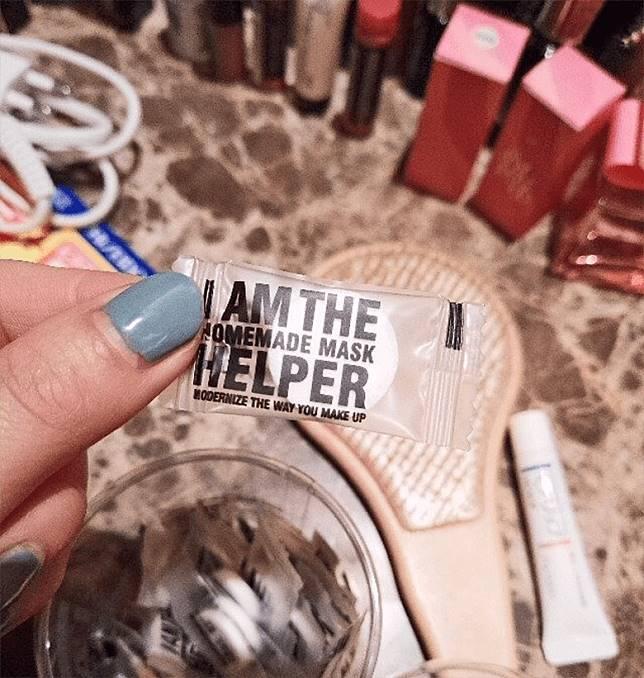 I AM THE
HOMEMADE MASK
HELPER
MODERNIZE THE WAY YOU MAKE UP